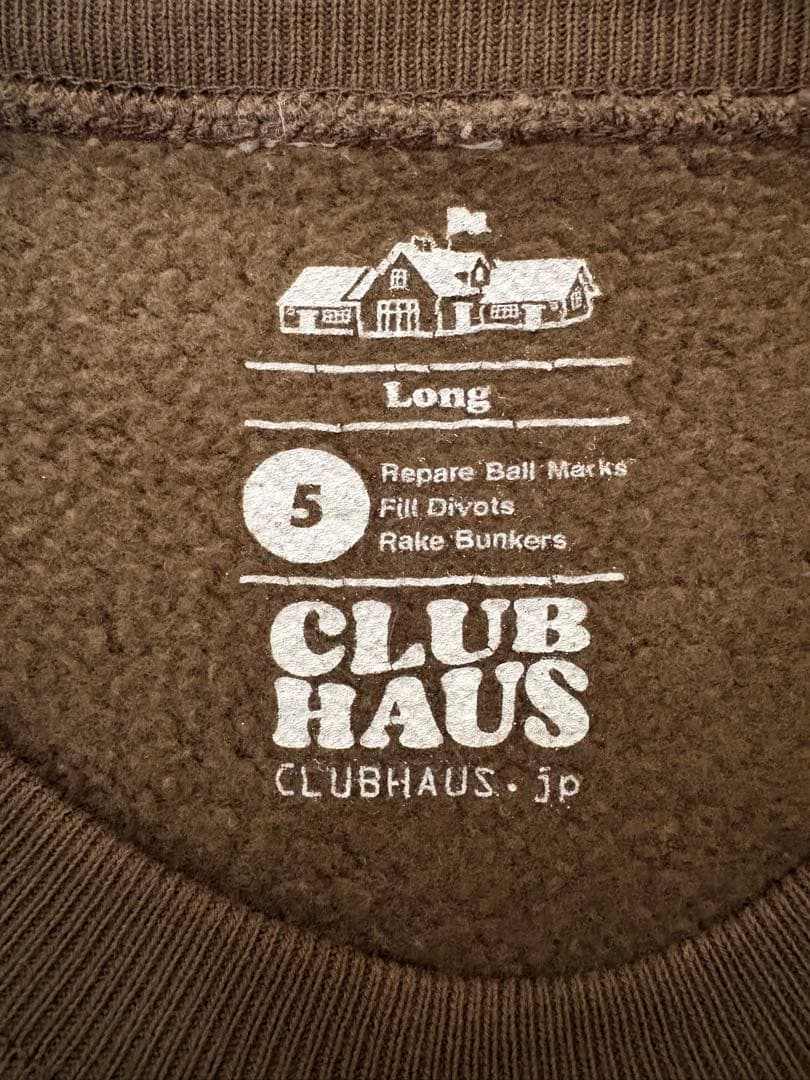 Long
5
Repare Ball Marks
Fill Divots
Rake Bunkers
CLUB
HAUS
CLUBHAUS.jp